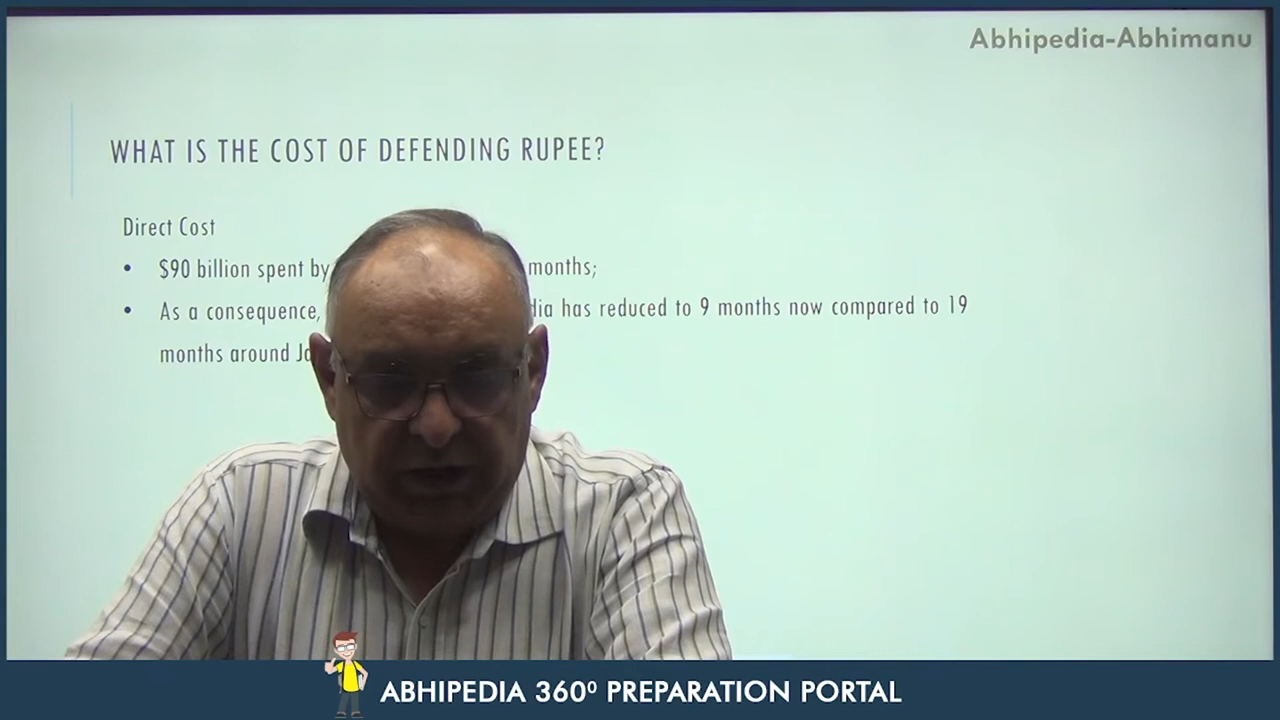 Abhipedia-Abhimanu
WHAT IS THE COST OF DEFENDING RUPEE?
Direct Cost
• $90 billion spent by months;
• As a consequence, has reduced to 9 months now compared to 19
months around
ABHIPEDIA 360⁰ PREPARATION PORTAL